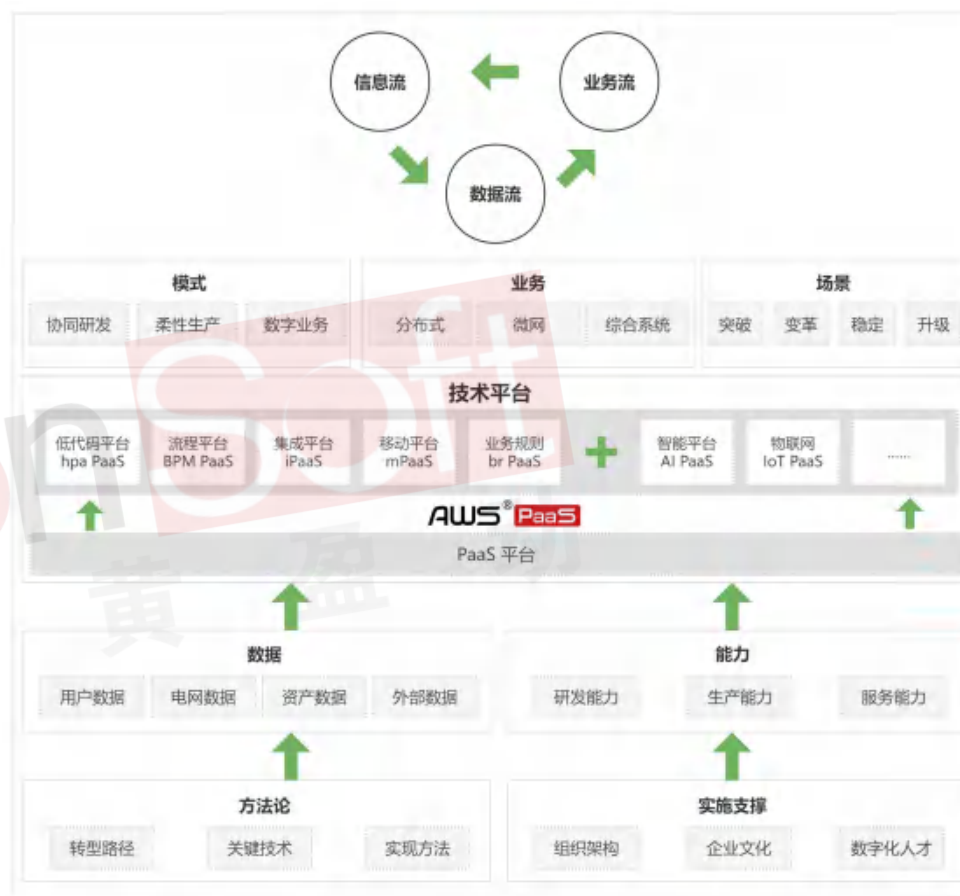 信息流
业务流
数据流
模式
业务
场景
协同研发
柔性生产
数字业务
分布式
微网
综合系统
突破
变革
稳定
升级
技术平台
低代码平台
hpa PaaS
流程平台
BPM PaaS
集成平台
iPaaS
移动平台
mPaaS
业务规则
br PaaS
智能平台
AI PaaS
物联网
IoT PaaS
......
AWS® PaaS
PaaS 平台
数据
能力
用户数据
电网数据
资产数据
外部数据
研发能力
生产能力
服务能力
方法论
实施支撑
转型路径
关键技术
实现方法
组织架构
企业文化
数字化人才
onSoft
黄盈动